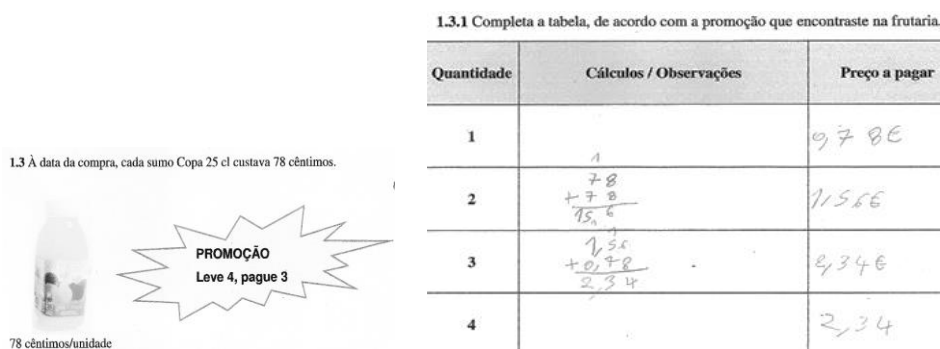 1.3 À data da compra, cada sumo Copa 25 cl custava 78 cêntimos.
PROMOÇÃO
Leve 4, pague 3
78 cêntimos/unidade
1.3.1 Completa a tabela, de acordo com a promoção que encontraste na frutaria.
Quantidade Cálculos / Observações Preço a pagar
1 0,78€
1
78
+78
2 1,56€
1
1,56
+0,78
3 2,34€
2,34
4 2,34